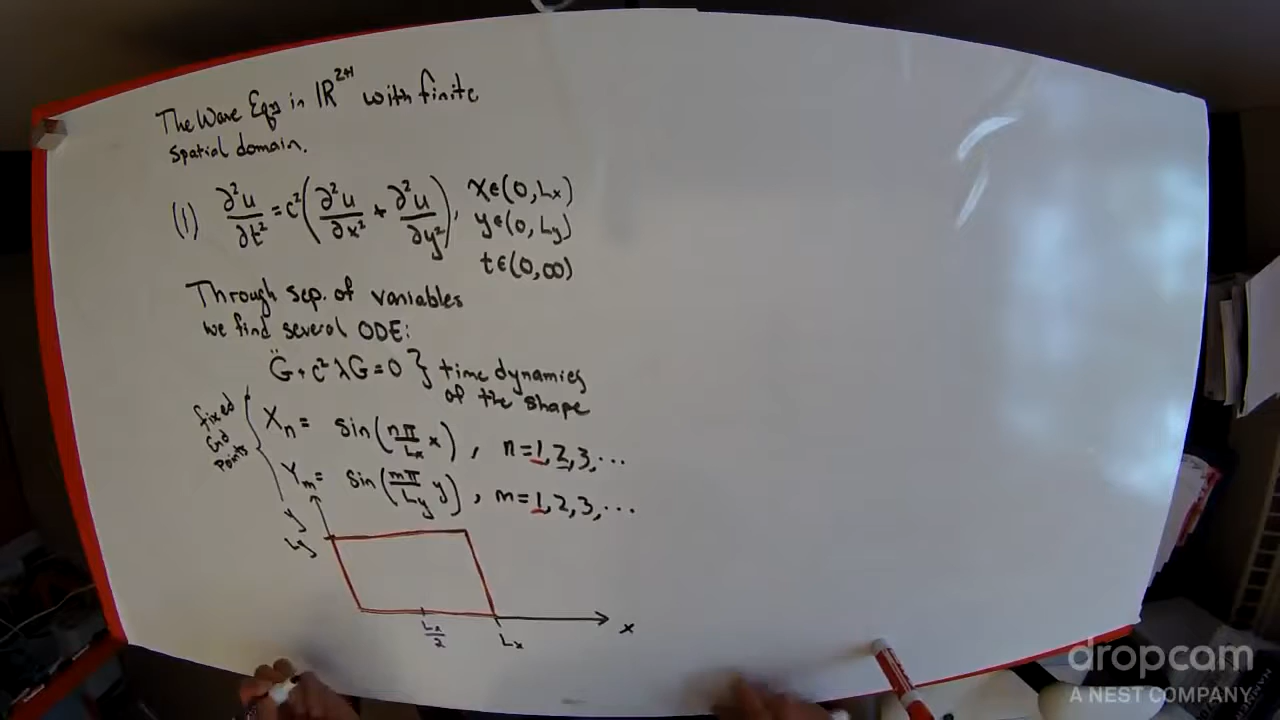 The Wave Eqs in ℝ²⁺¹ with finite
spatial domain.
(1) ∂²u/∂t² = c²(∂²u/∂x² + ∂²u/∂y²), x∈(0,Lx)
y∈(0,Ly)
t∈(0,∞)
Through sep. of variables
we find several ODE:
G̈ + c²λG = 0 } time dynamics
of the shape
fixed
End
Points
Xn = sin(nπ/Lx x), n = 1,2,3,...
Ym = sin(mπ/Ly y), m = 1,2,3,...
y
Ly
Lx/2
Lx
x
dropcam
A NEST COMPANY